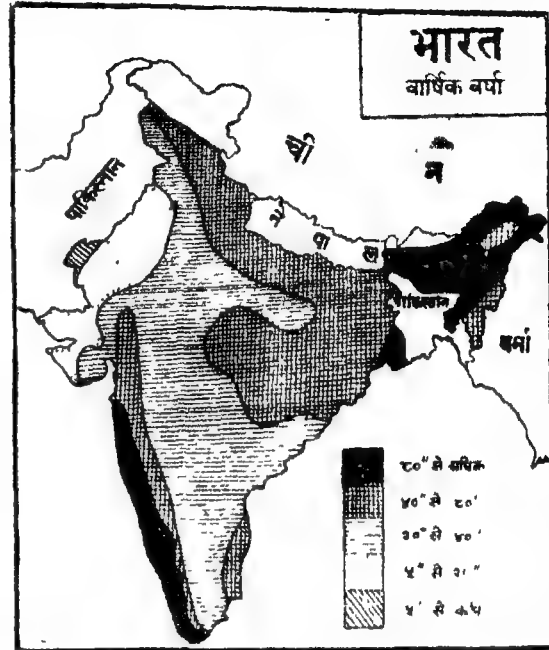 भारत
वार्षिक वर्षा
ची
न
पाकिस्तान
नेपाल
पाकिस्तान
बर्मा
८०" से अधिक
४०" से ८०'
२०" से ४०'
५" से २०"
५' से कम